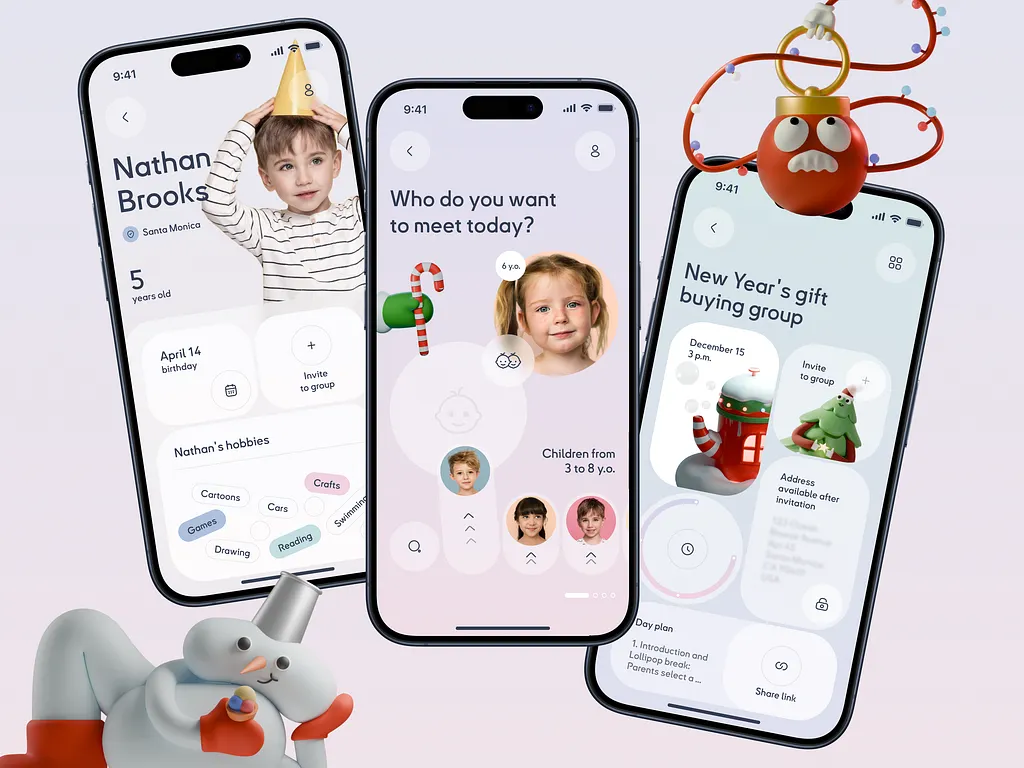 9:41
Nathan
Brooks
Santa Monica
5
years old
April 14
birthday
Invite
to group
Nathan's hobbies
Crafts
Cartoons
Cars
Swimming
Games
Reading
Drawing
9:41
Who do you want
to meet today?
6 y.o.
Children from
3 to 8 y.o.
9:41
New Year's gift
buying group
December 15
3 p.m.
Invite
to group
Address
available after
invitation
Day plan
1. Introduction and
Lollipop break:
Parents select a ...
Share link